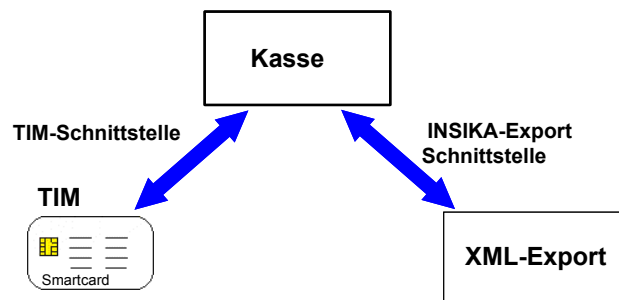 Kasse
TIM-Schnittstelle
INSIKA-Export
Schnittstelle
TIM
Smartcard
XML-Export